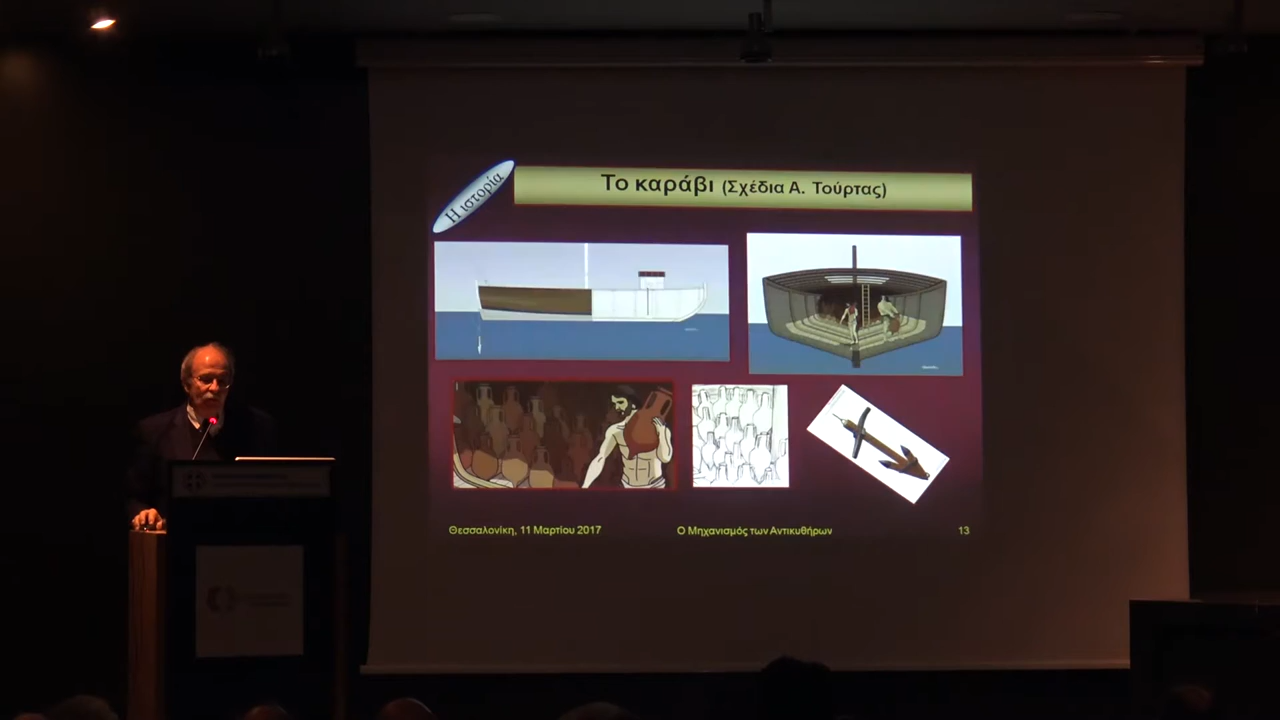 Η ιστορία
Το καράβι (Σχέδια Α. Τούρτας)
Θεσσαλονίκη, 11 Μαρτίου 2017
Ο Μηχανισμός των Αντικυθήρων
13